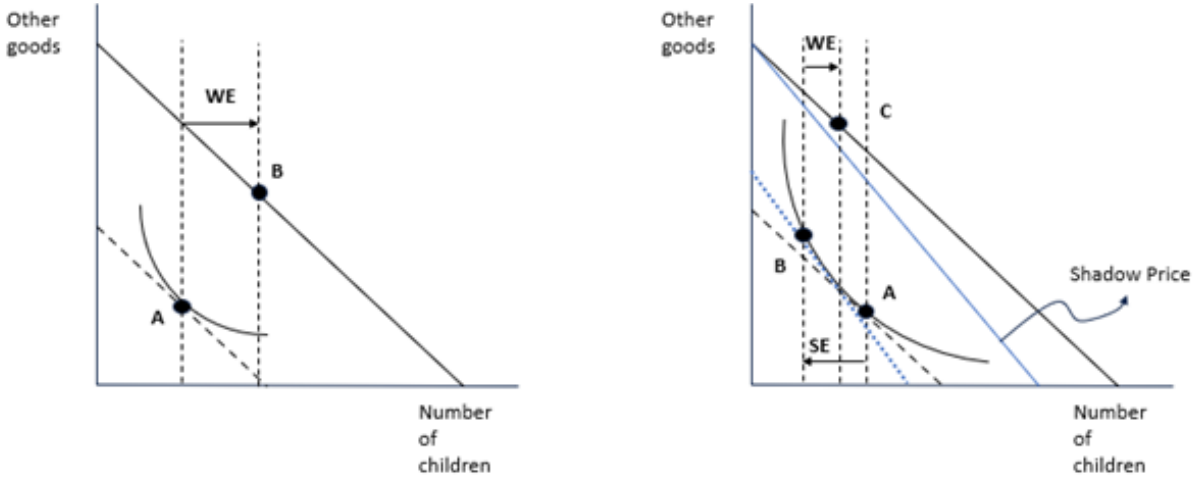 Other
goods
WE
B
A
Number
of
children
Other
goods
WE
C
B
A
Shadow Price
SE
Number
of
children